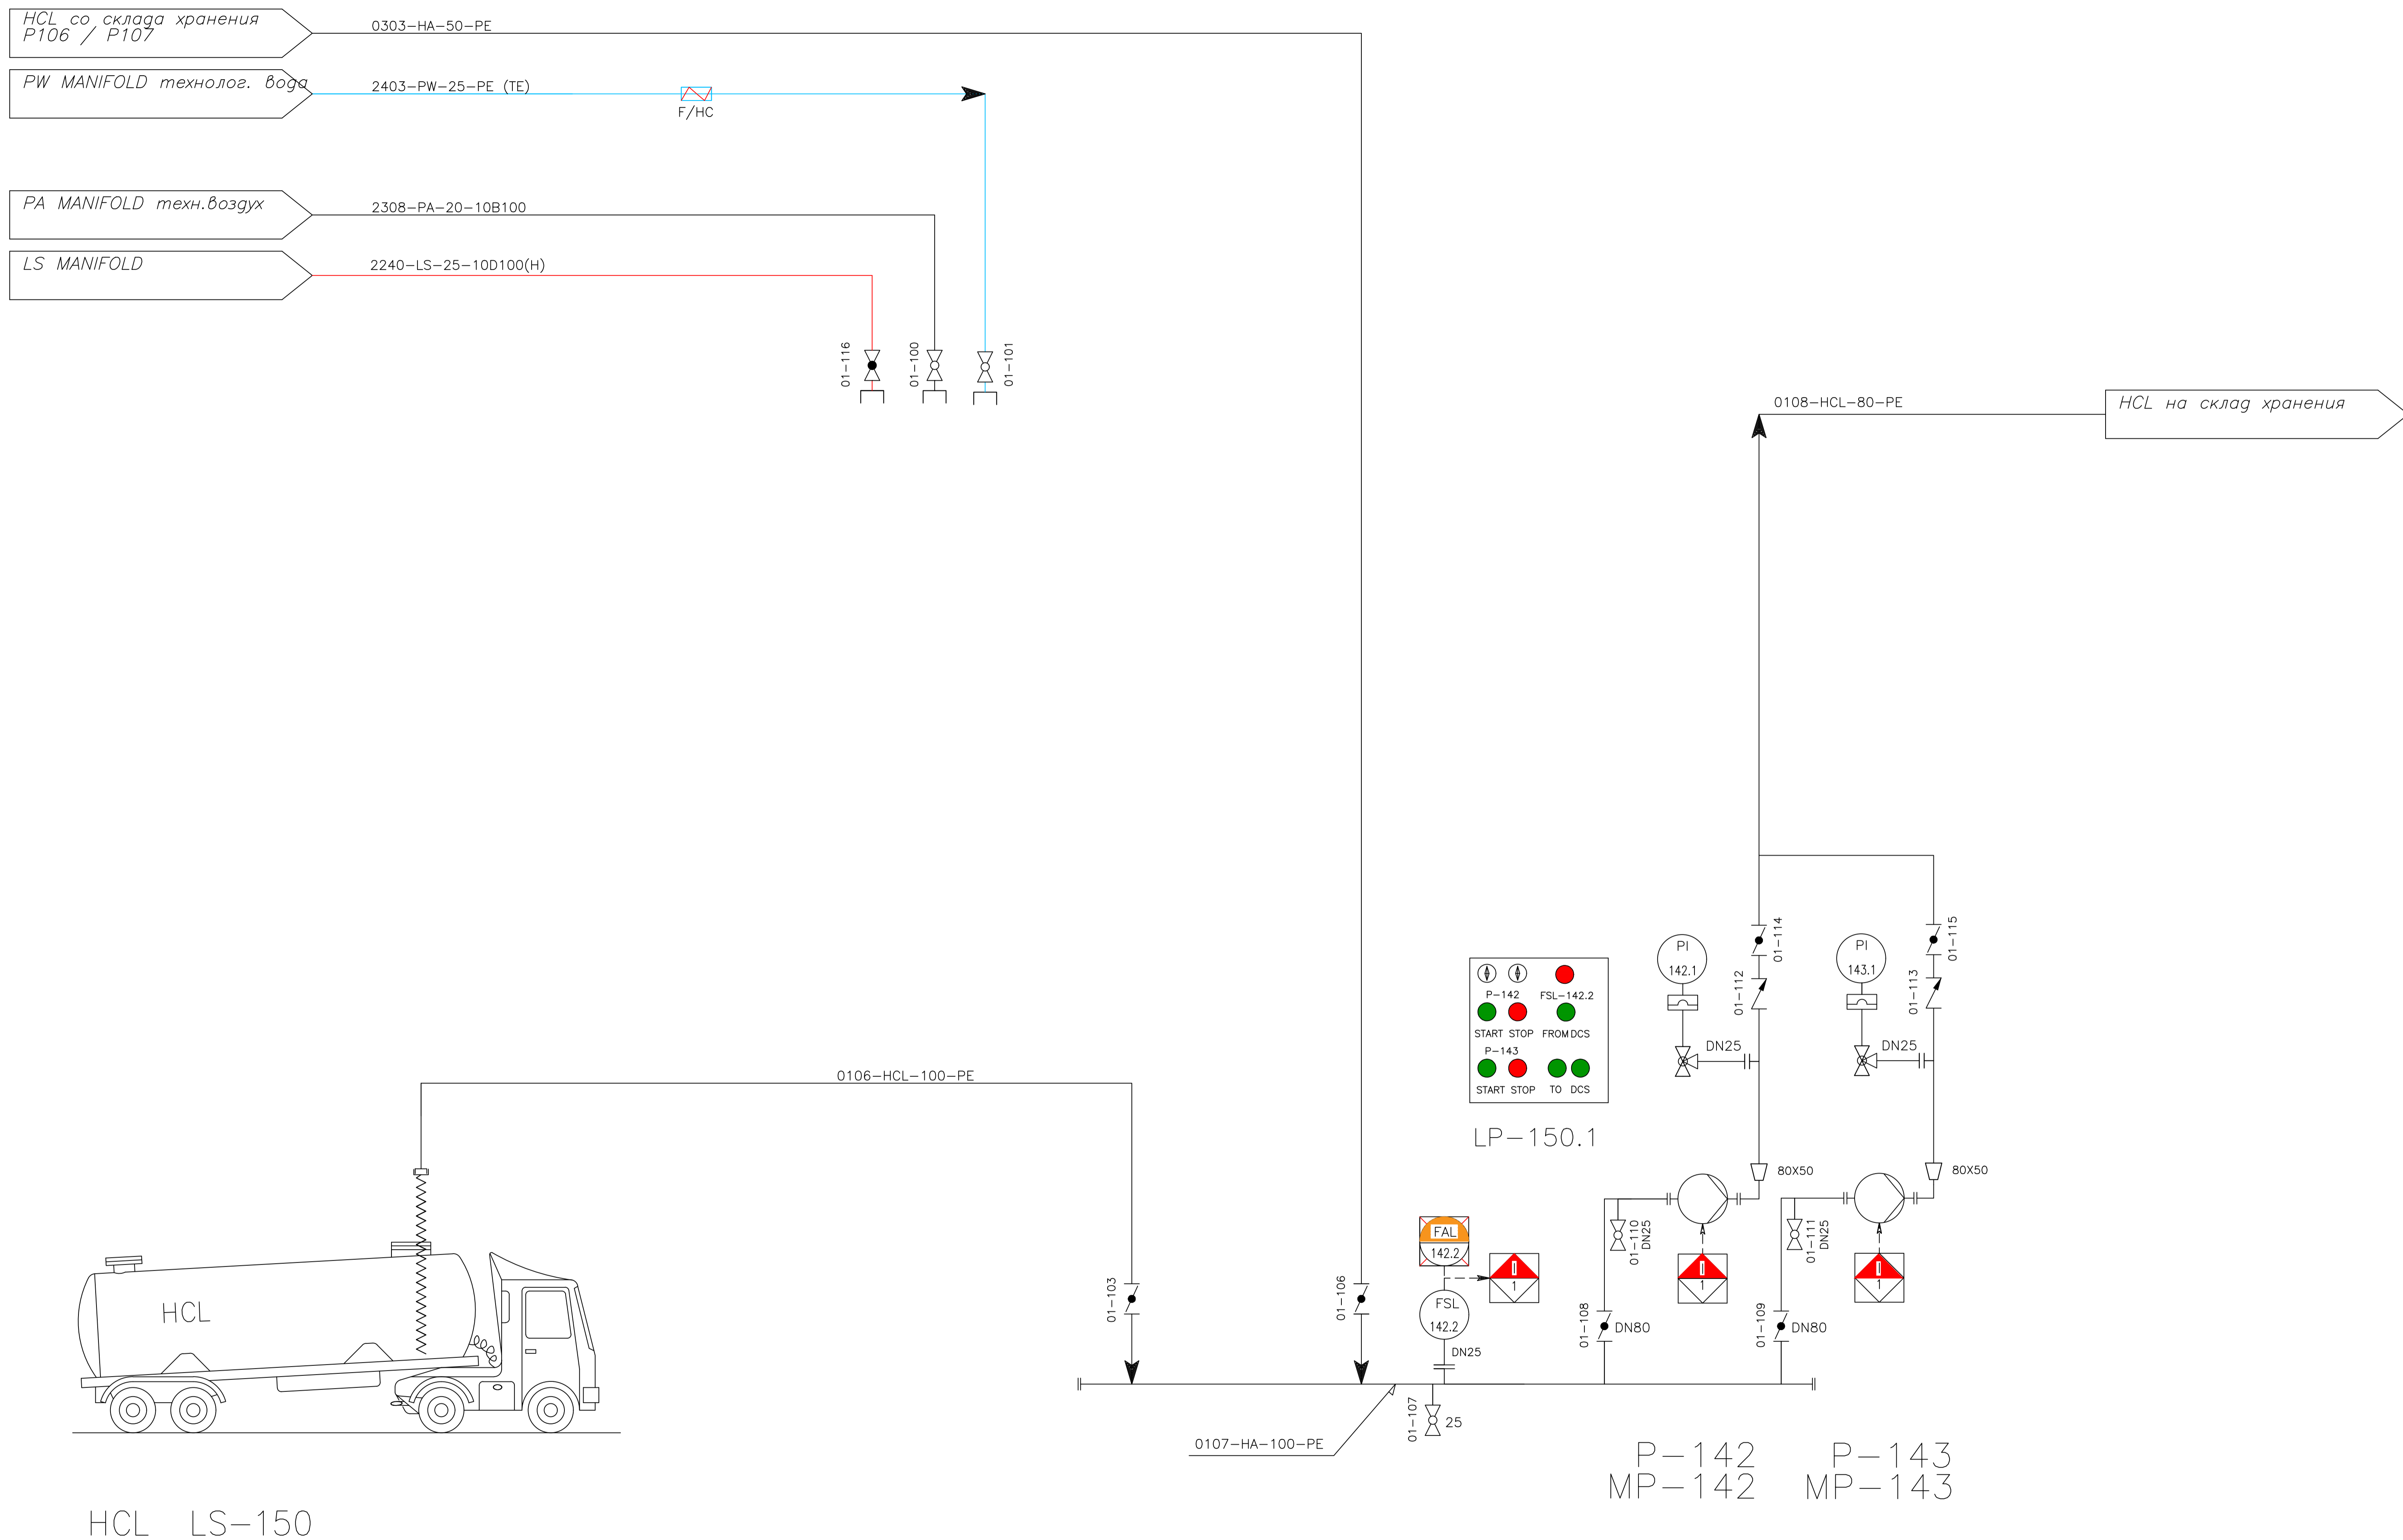 HCL со склада хранения
P106 / P107
0303-HA-50-PE
PW MANIFOLD технолог. вода
2403-PW-25-PE (TE)
F/HC
PA MANIFOLD техн.воздух
2308-PA-20-10B100
LS MANIFOLD
2240-LS-25-10D100(H)
01-116
01-100
01-101
0108-HCL-80-PE
HCL на склад хранения
01-114
01-115
PI
142.1
PI
143.1
01-112
01-113
DN25
DN25
P-142
FSL-142.2
START STOP FROM DCS
P-143
START STOP TO DCS
LP-150.1
0106-HCL-100-PE
80X50
80X50
01-110
DN25
01-111
DN25
FAL
142.2
I
1
I
1
I
1
FSL
142.2
DN25
01-103
01-106
01-108
DN80
01-109
DN80
HCL
01-107
25
0107-HA-100-PE
P-142
MP-142
P-143
MP-143
HCL LS-150